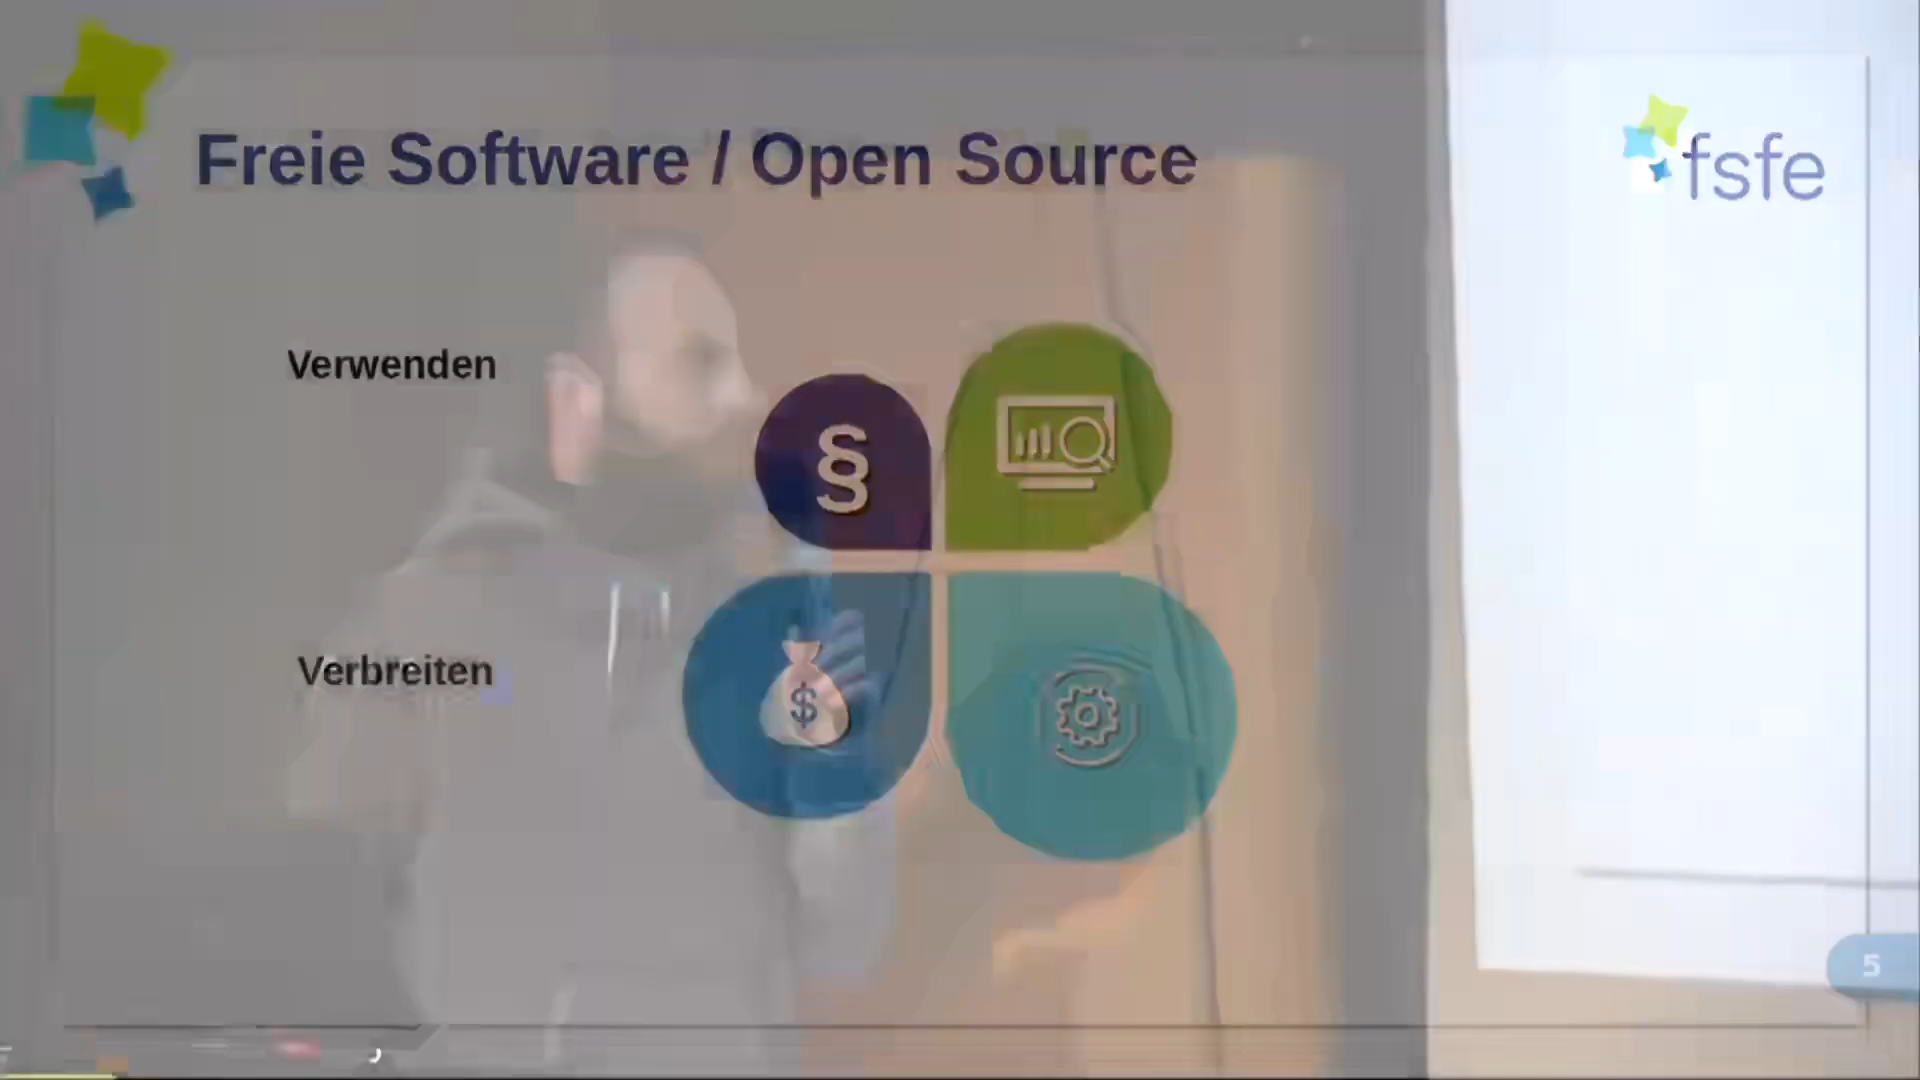 Freie Software / Open Source
fsfe
Verwenden
§
Verbreiten
$
5